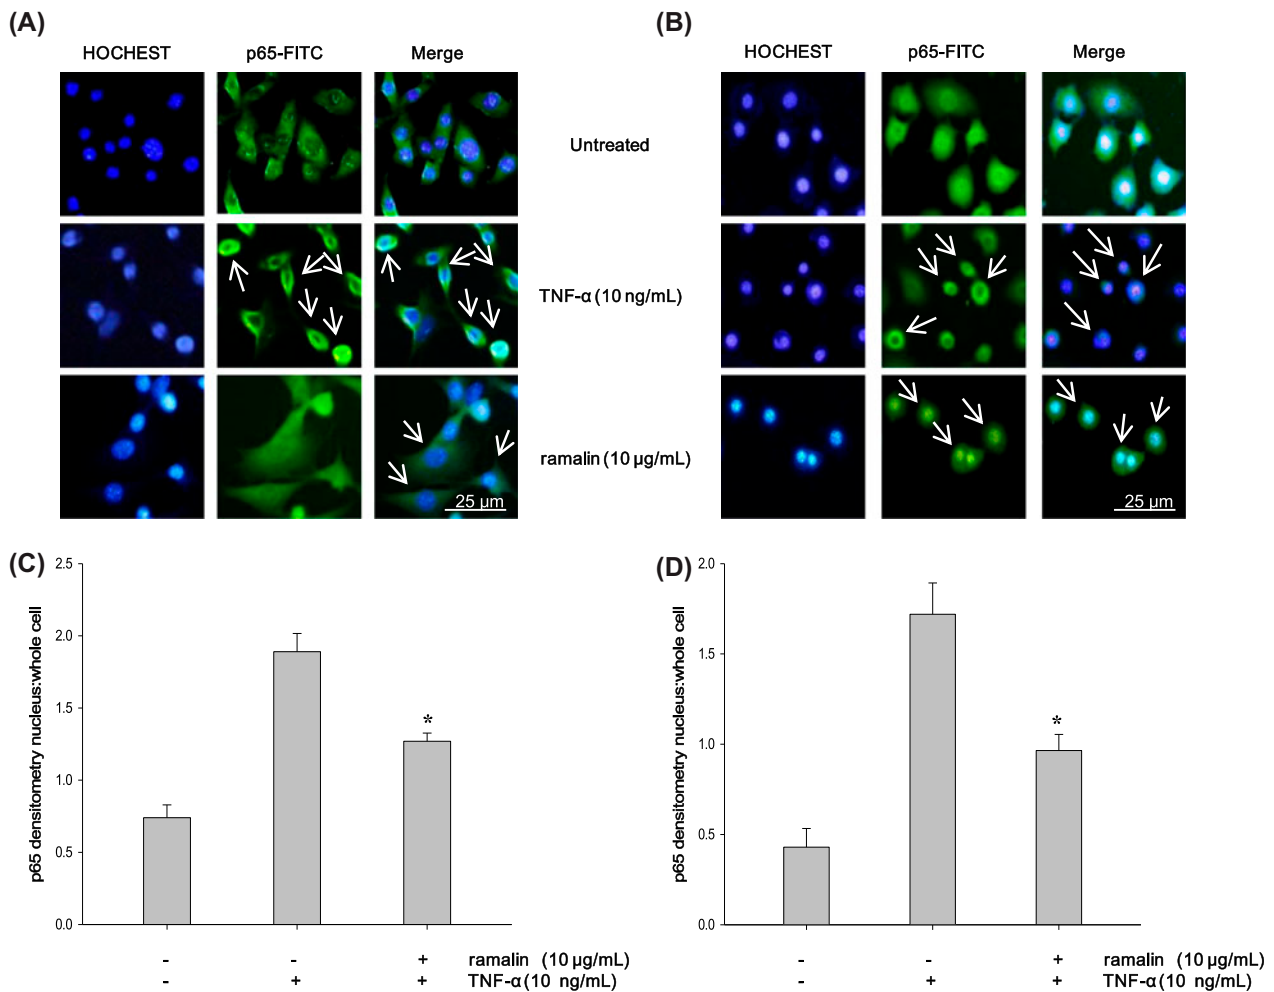 (A)
(B)
HOCHEST p65-FITC Merge
HOCHEST p65-FITC Merge
Untreated
TNF-α (10 ng/mL)
ramalin (10 µg/mL)
25 µm
25 µm
(C)
(D)
p65 densitometry nucleus:whole cell
2.5
2.0
1.5
1.0
0.5
0.0
*
- - + ramalin (10 µg/mL)
- + + TNF-α (10 ng/mL)
p65 densitometry nucleus:whole cell
2.0
1.5
1.0
0.5
0.0
*
- - + ramalin (10 µg/mL)
- + + TNF-α (10 ng/mL)